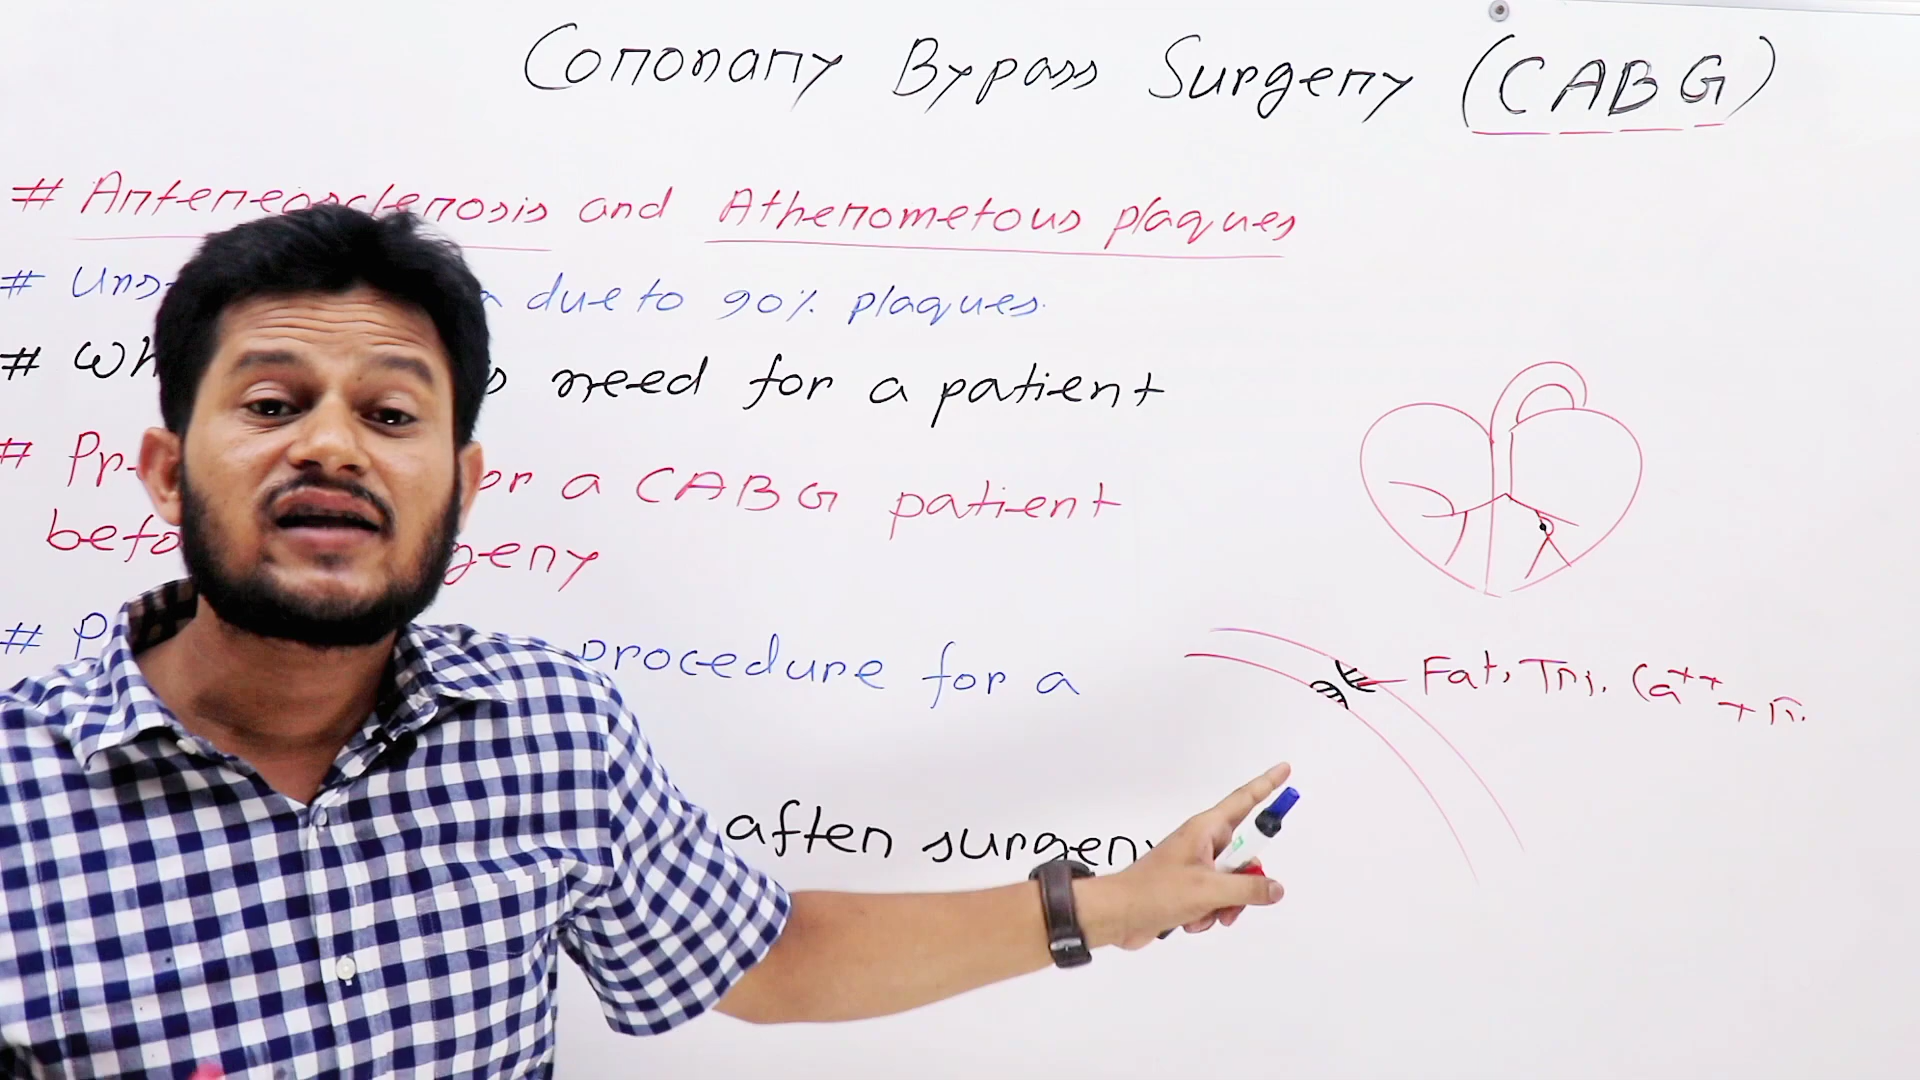 Coronary Bypass Surgery (CABG)
# Arteriosclerosis and Atherometous plaques
# Uns due to 90% plaques.
# Wh need for a patient
# Pr or a CABG patient
befo gery
# P procedure for a
after surgery
Fat, Tri, Ca++